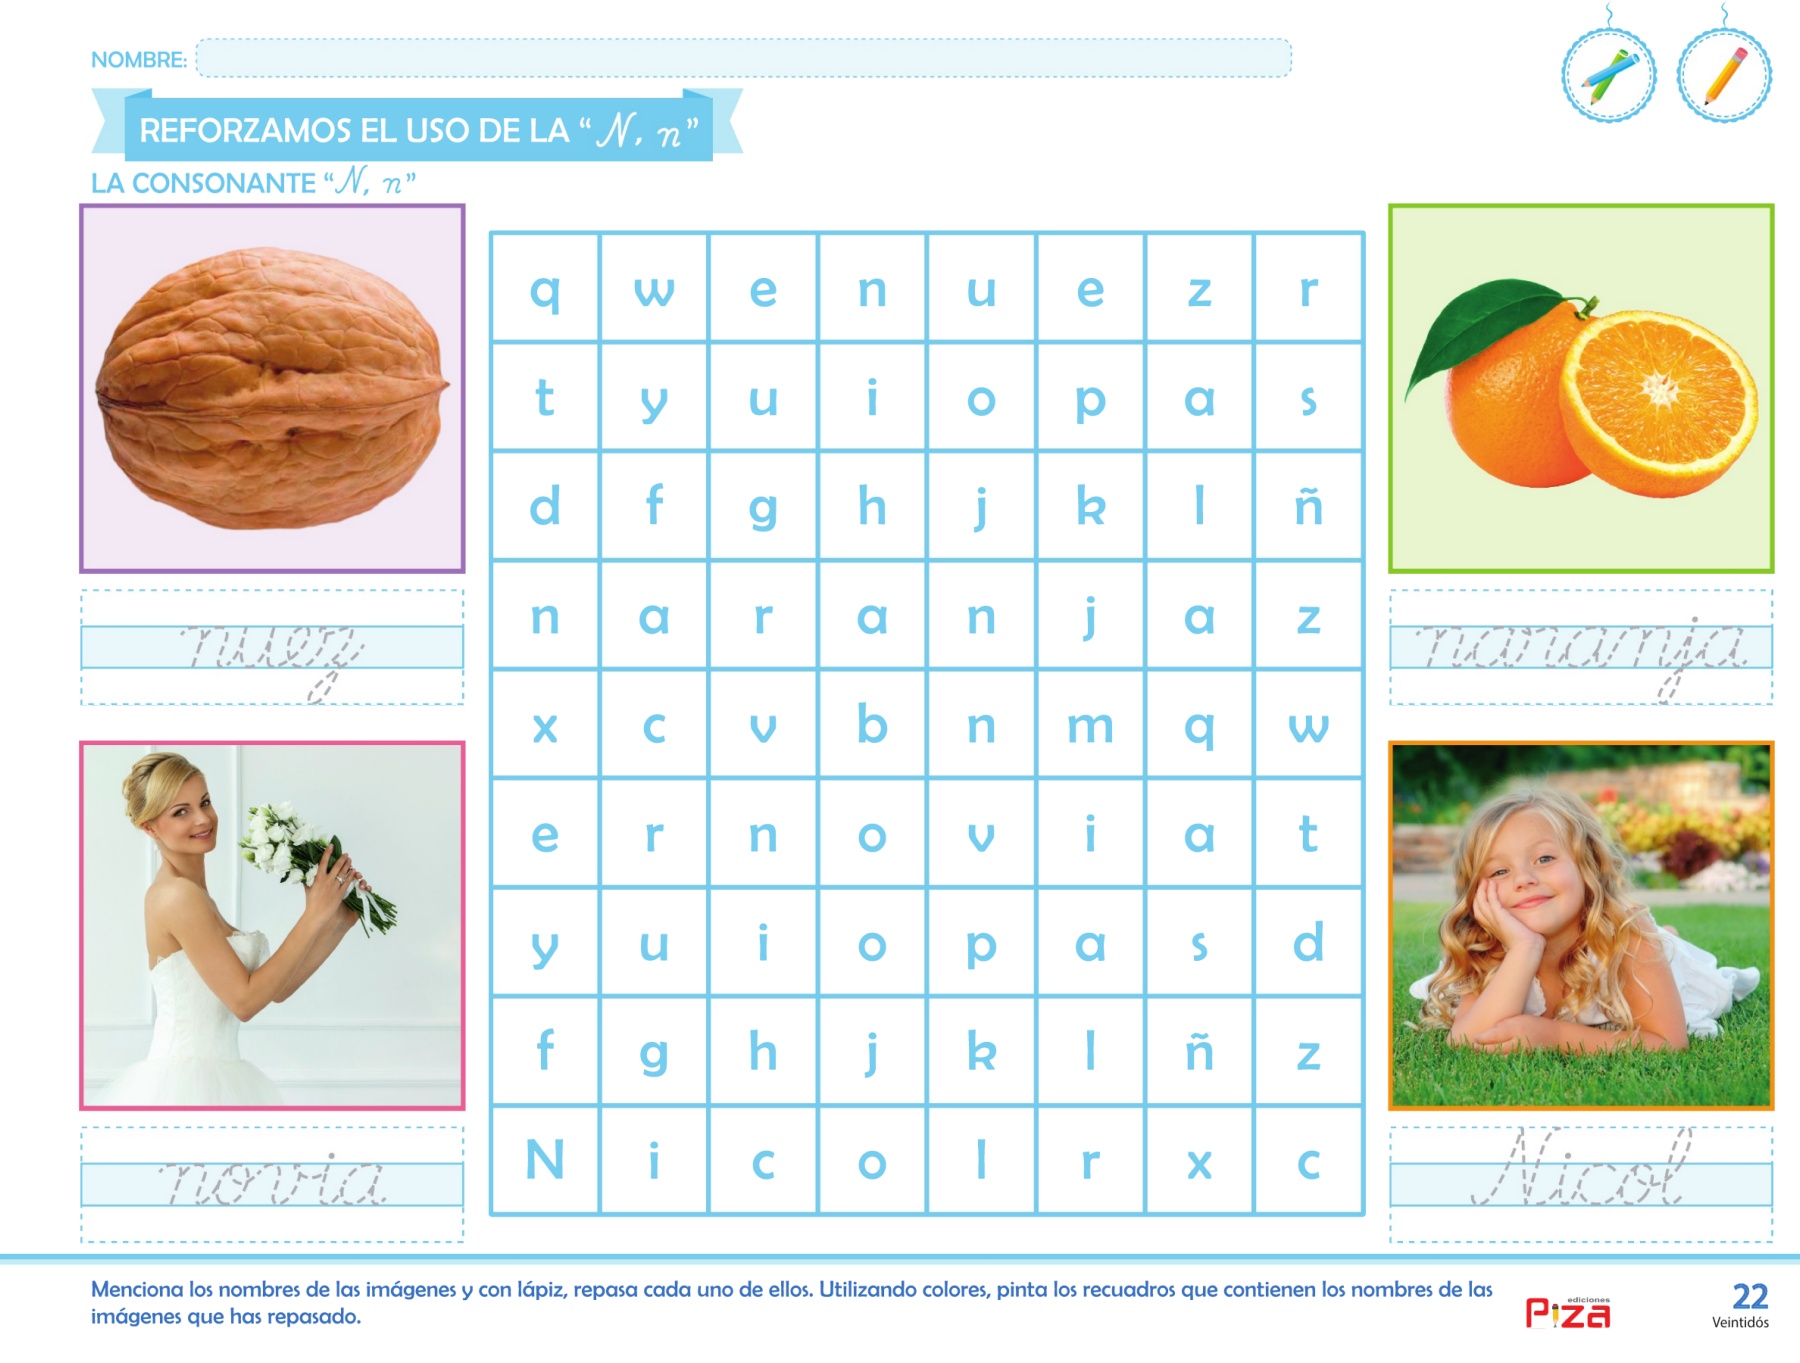 NOMBRE:
REFORZAMOS EL USO DE LA “N, n”
LA CONSONANTE “N, n”
q w e n u e z r
t y u i o p a s
d f g h j k l ñ
n a r a n j a z
x c v b n m q w
e r n o v i a t
y u i o p a s d
f g h j k l ñ z
N i c o l r x c
nuez
naranja
novia
Nicol
Menciona los nombres de las imágenes y con lápiz, repasa cada uno de ellos. Utilizando colores, pinta los recuadros que contienen los nombres de las
imágenes que has repasado.
ediciones
Piza
22
Veintidós